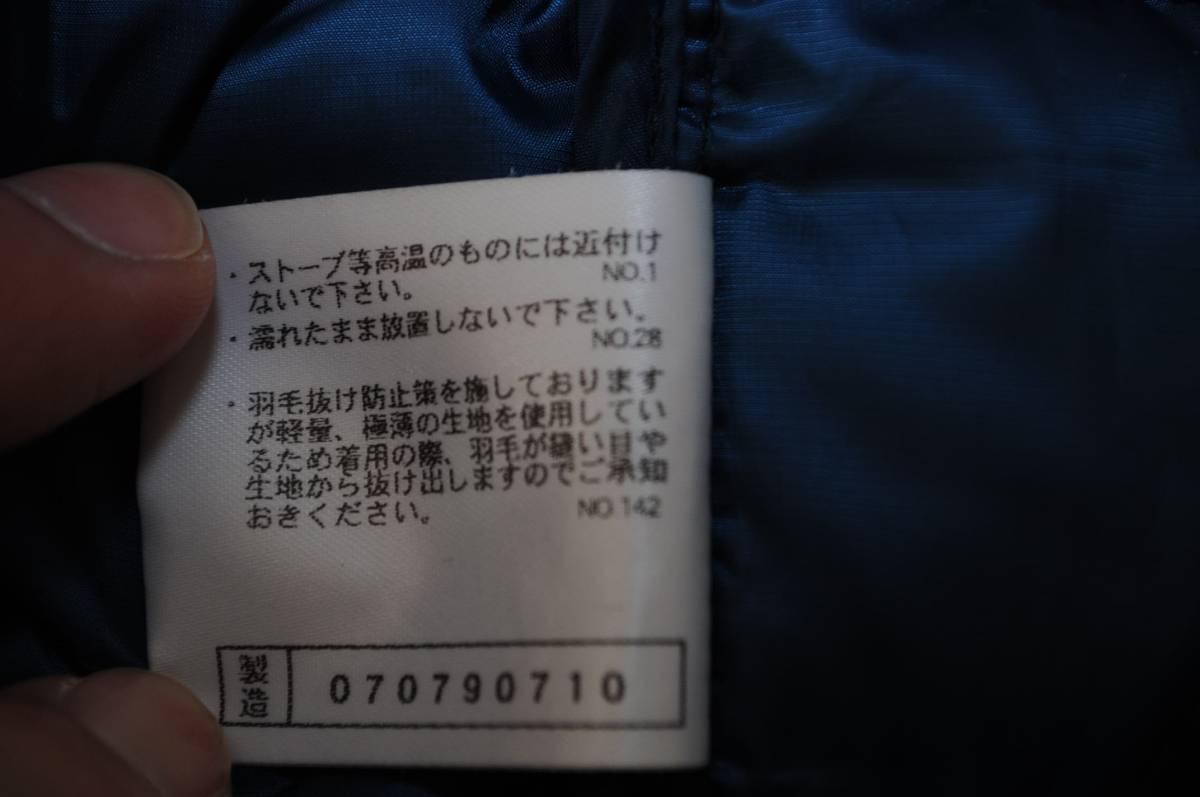 ・ストーブ等高温のものには近付け
ないで下さい。 NO.1
・濡れたまま放置しないで下さい。
NO.28
・羽毛抜け防止策を施しております
が軽量、極薄の生地を使用してい
るため着用の際、羽毛が縫い目や
生地から抜け出しますのでご承知
おきください。 NO.142
製造 070790710